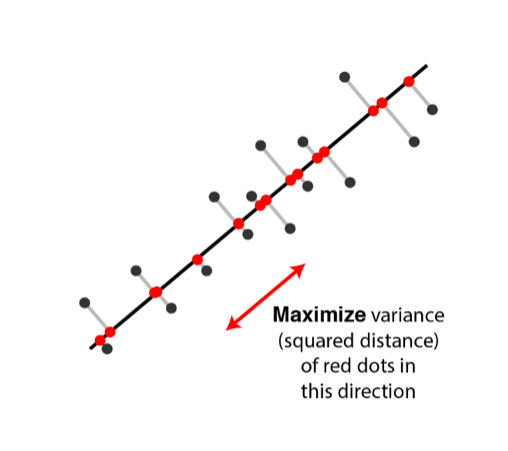 Maximize variance
(squared distance)
of red dots in
this direction